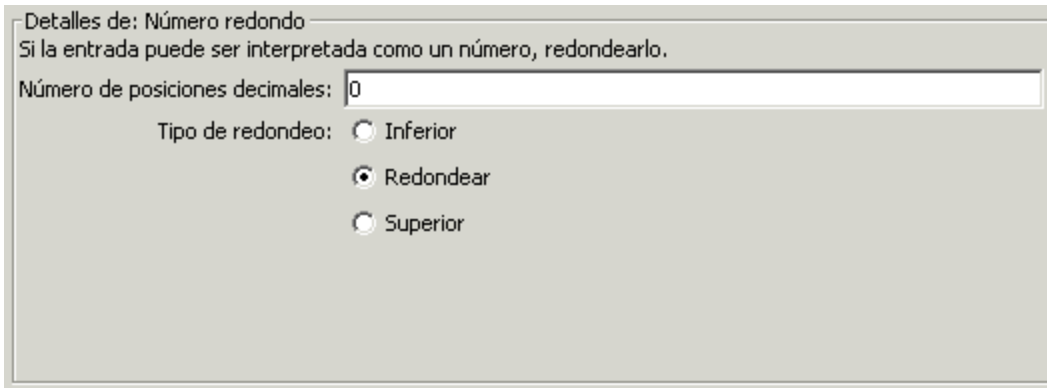 Detalles de: Número redondo
Si la entrada puede ser interpretada como un número, redondearlo.
Número de posiciones decimales: 0
Tipo de redondeo: Inferior
Redondear
Superior